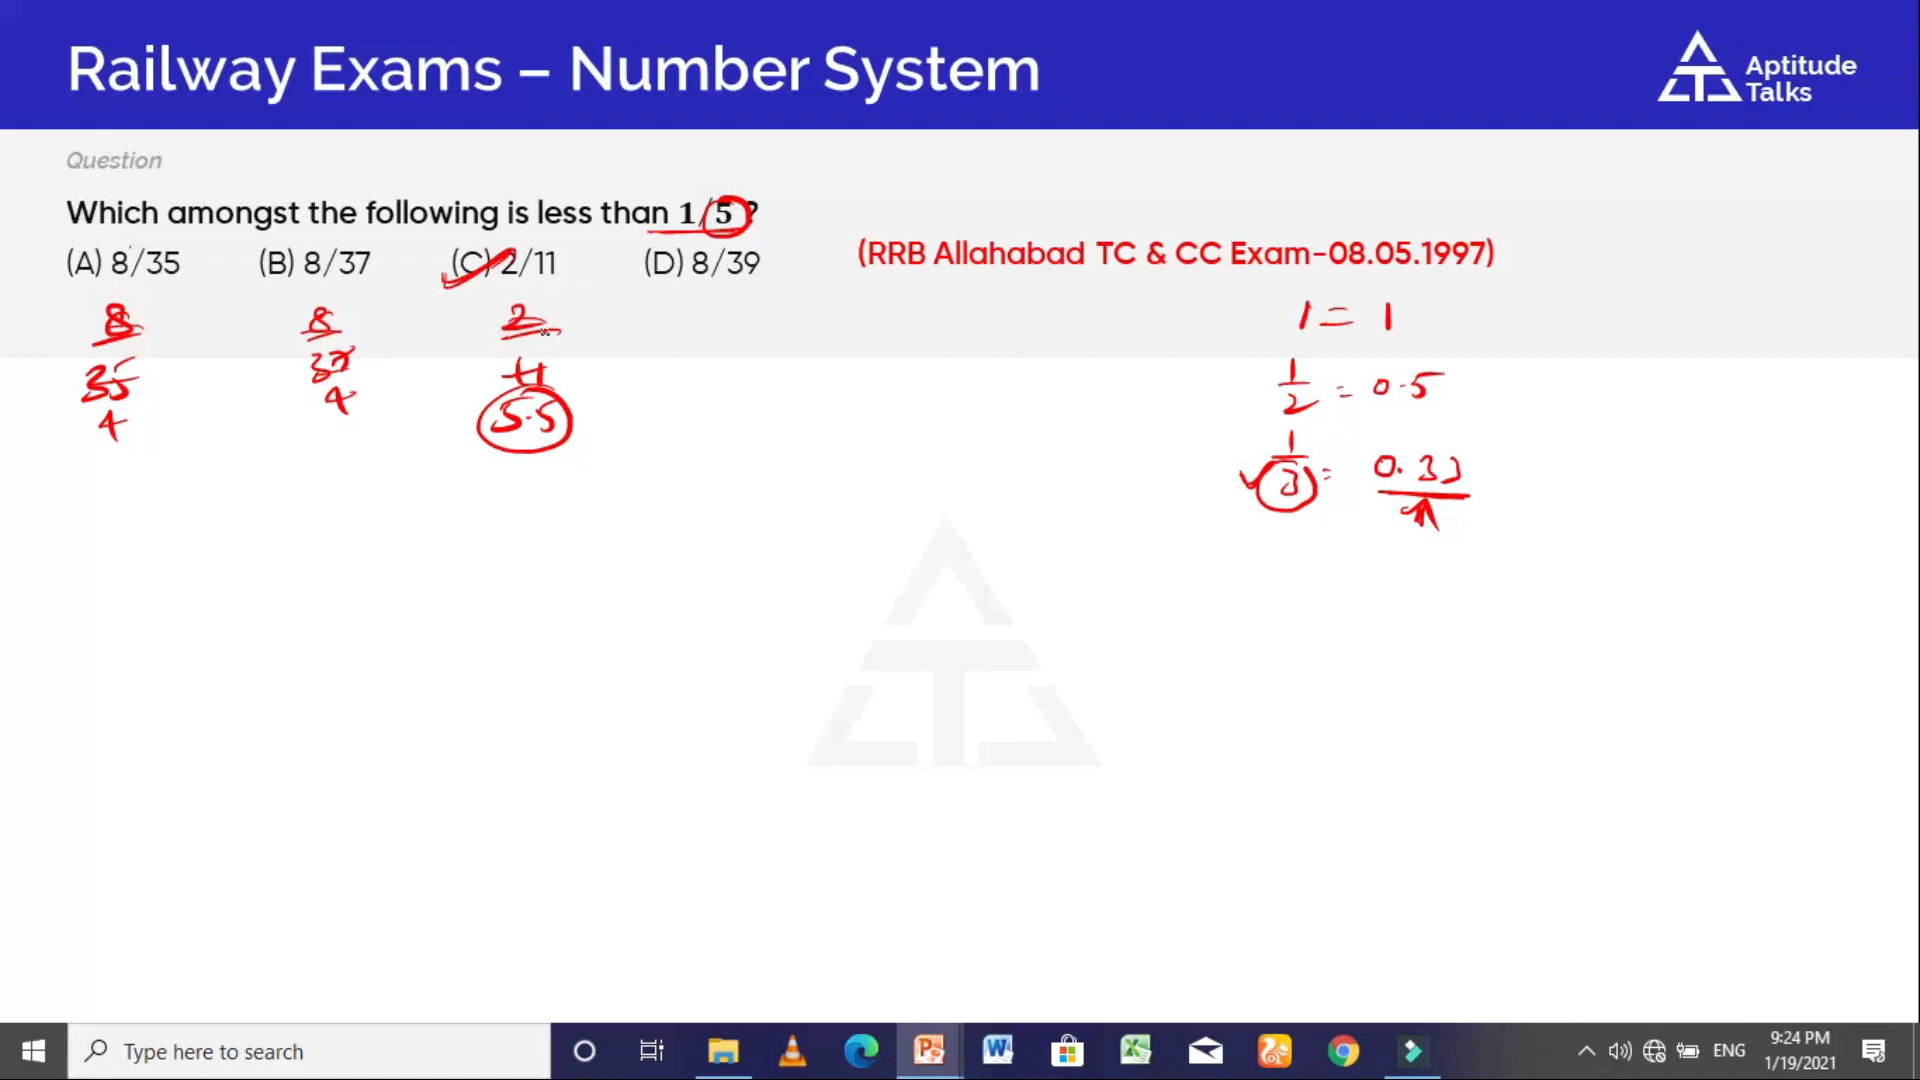 Railway Exams – Number System
Aptitude
Talks
Question
Which amongst the following is less than 1/5 ?
(A) 8/35 (B) 8/37 (C) 2/11 (D) 8/39
(RRB Allahabad TC & CC Exam-08.05.1997)
8
35
4
8
37
4
2
11
5.5
1 = 1
1
2 = 0.5
1
3 = 0.33
Type here to search
ENG
9:24 PM
1/19/2021